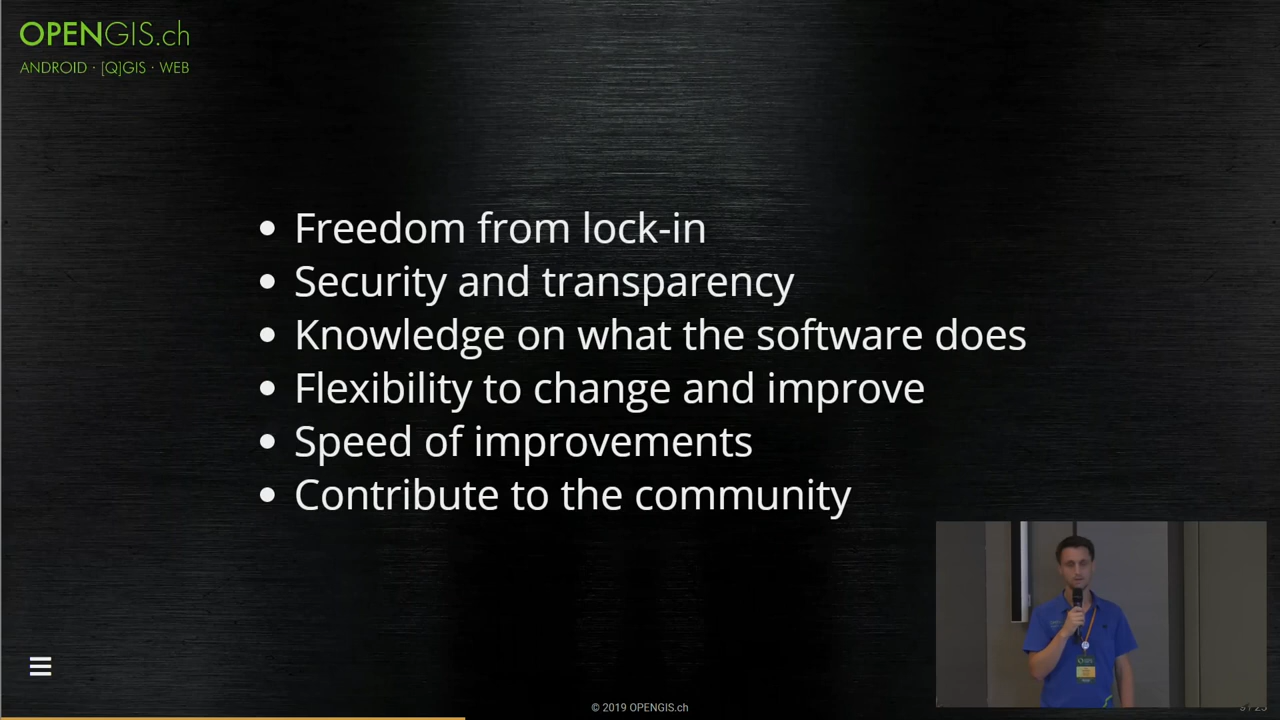 OPENGIS.ch
ANDROID · [Q]GIS · WEB
• Freedom from lock-in
• Security and transparency
• Knowledge on what the software does
• Flexibility to change and improve
• Speed of improvements
• Contribute to the community
© 2019 OPENGIS.ch